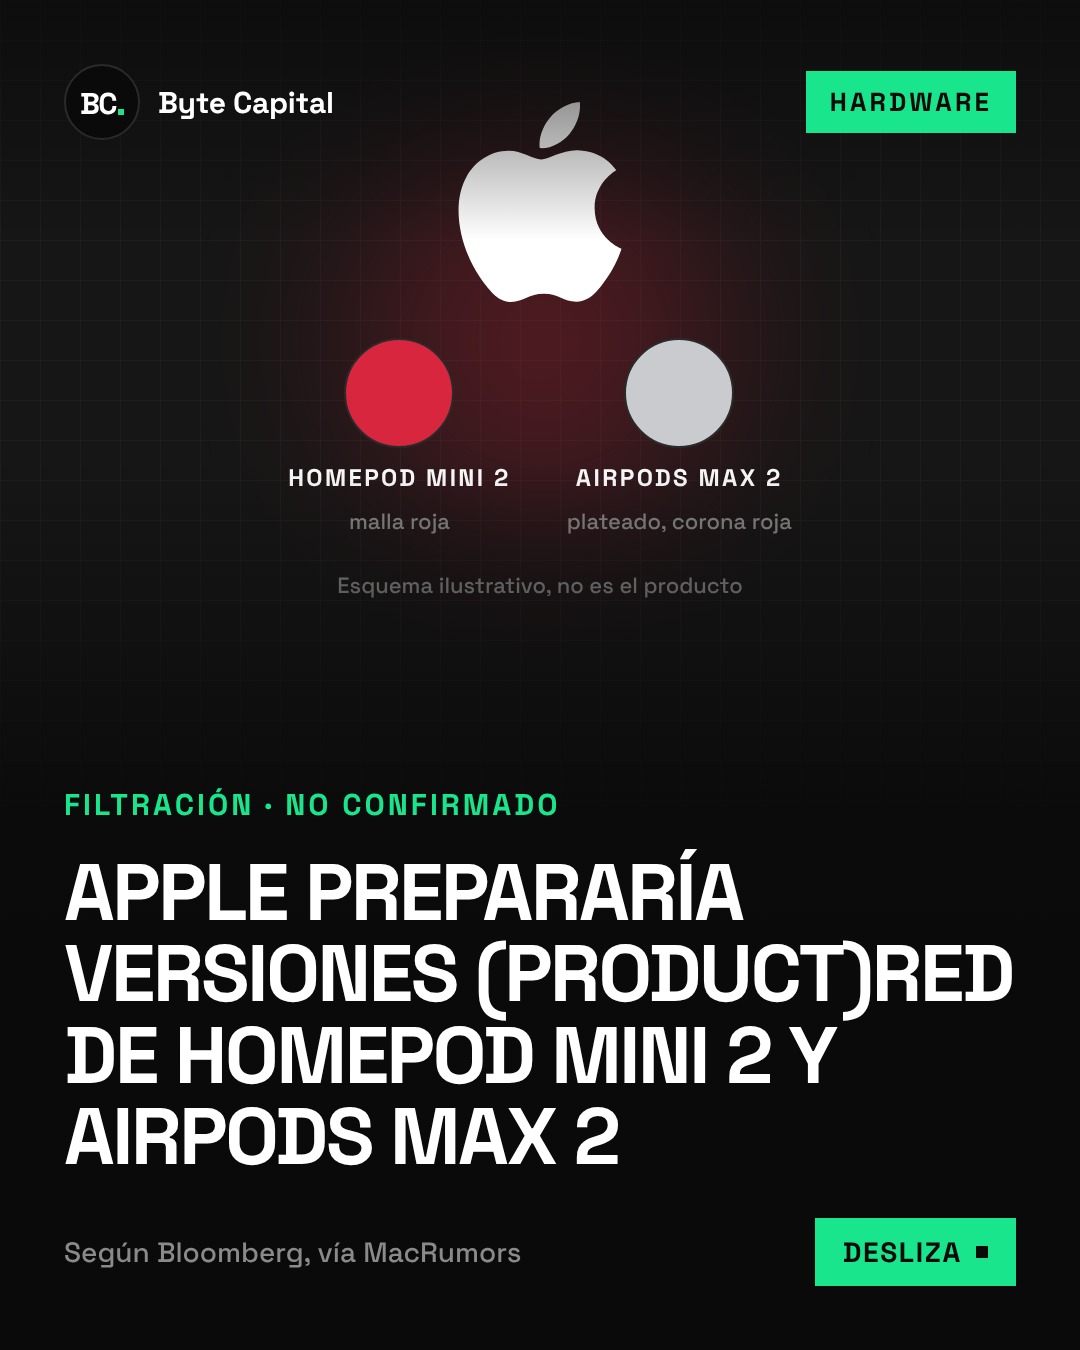 BC.
Byte Capital
HARDWARE
HOMEPOD MINI 2
malla roja
AIRPODS MAX 2
plateado, corona roja
Esquema ilustrativo, no es el producto
FILTRACIÓN · NO CONFIRMADO
APPLE PREPARARÍA
VERSIONES (PRODUCT)RED
DE HOMEPOD MINI 2 Y
AIRPODS MAX 2
Según Bloomberg, vía MacRumors
DESLIZA